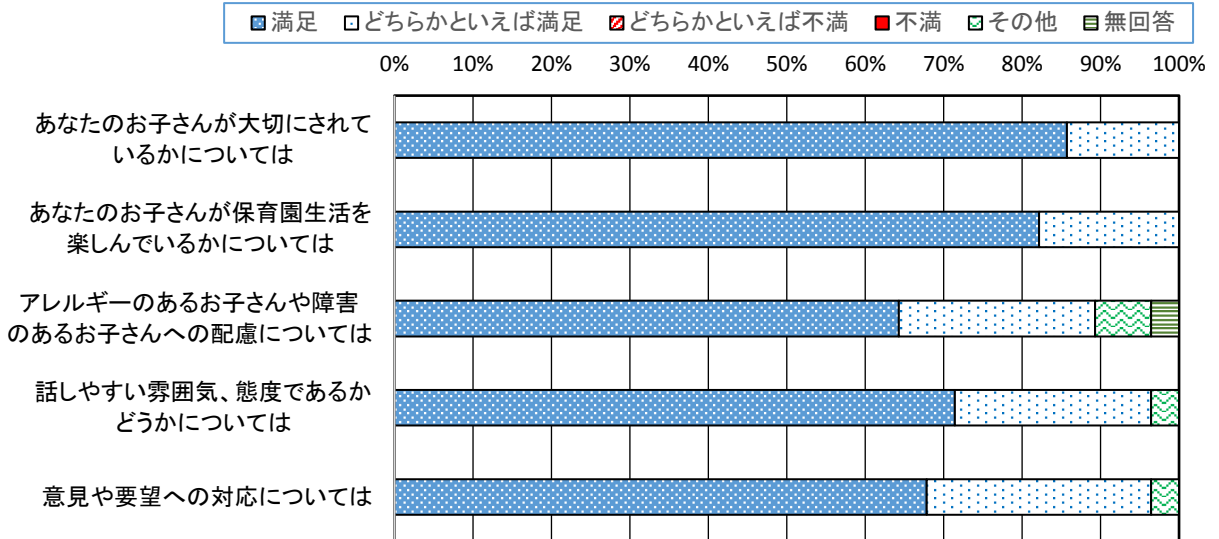 満足 どちらかといえば満足 どちらかといえば不満 不満 その他 無回答
0% 10% 20% 30% 40% 50% 60% 70% 80% 90% 100%
あなたのお子さんが大切にされて
いるかについては
あなたのお子さんが保育園生活を
楽しんでいるかについては
アレルギーのあるお子さんや障害
のあるお子さんへの配慮については
話しやすい雰囲気、態度であるか
どうかについては
意見や要望への対応については